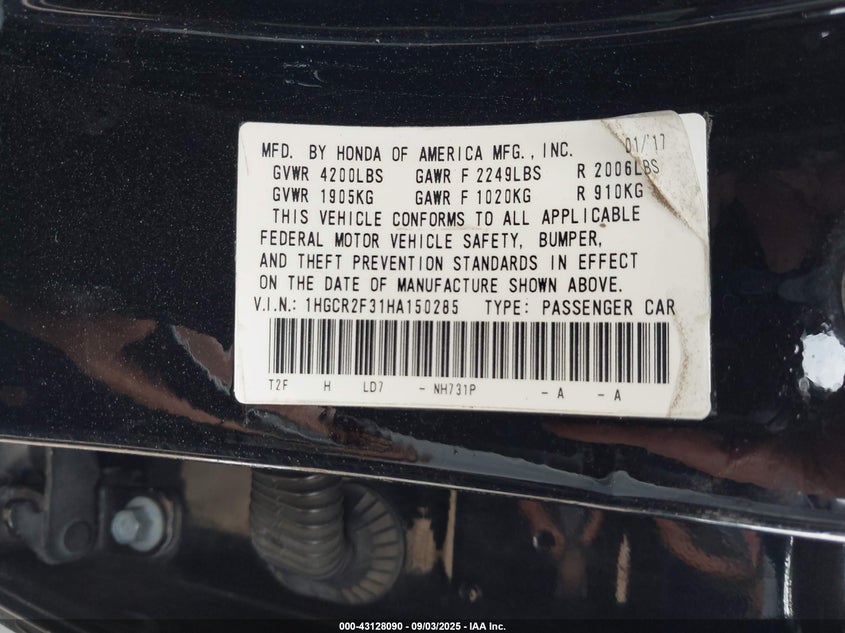 MFD. BY HONDA OF AMERICA MFG., INC. 01/'17
GVWR 4200LBS GAWR F 2249LBS R 2006LBS
GVWR 1905KG GAWR F 1020KG R 910KG
THIS VEHICLE CONFORMS TO ALL APPLICABLE
FEDERAL MOTOR VEHICLE SAFETY, BUMPER,
AND THEFT PREVENTION STANDARDS IN EFFECT
ON THE DATE OF MANUFACTURE SHOWN ABOVE.
V.I.N.: 1HGCR2F31HA150285 TYPE: PASSENGER CAR
T2F H LD7 - NH731P - A - A
000-43128090 - 09/03/2025 - IAA Inc.